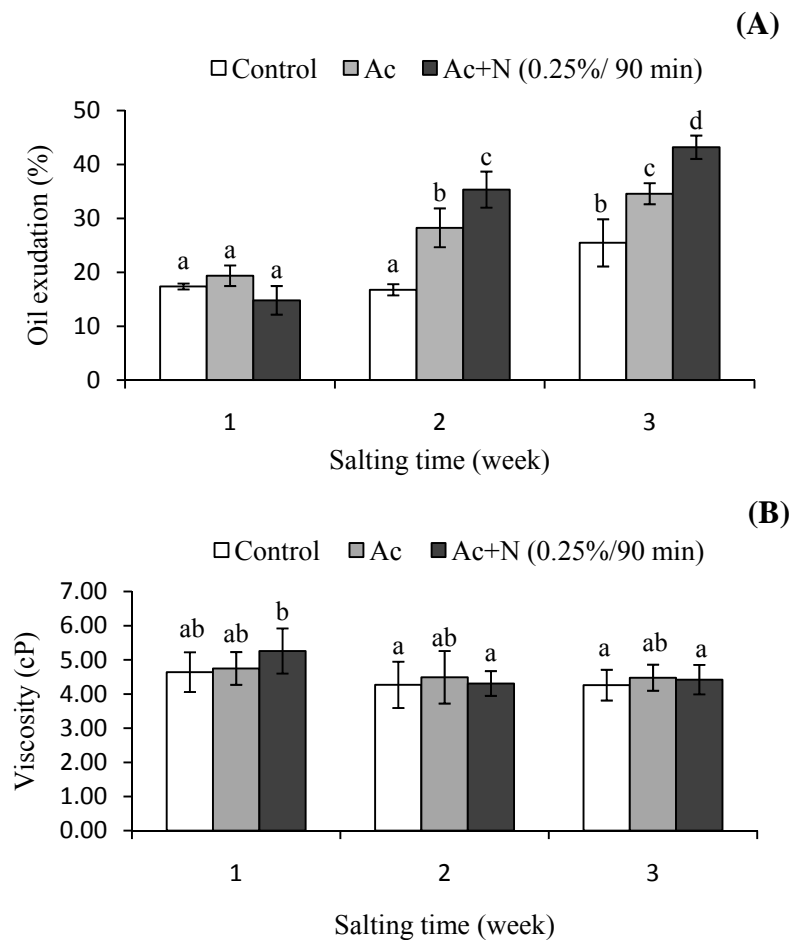 (A)
Control Ac Ac+N (0.25%/ 90 min)
Oil exudation (%)
50
40
30
20
10
0
a a a
a b c
b c d
1 2 3
Salting time (week)
(B)
Control Ac Ac+N (0.25%/90 min)
Viscosity (cP)
7.00
6.00
5.00
4.00
3.00
2.00
1.00
0.00
ab ab b
a ab a
a ab a
1 2 3
Salting time (week)